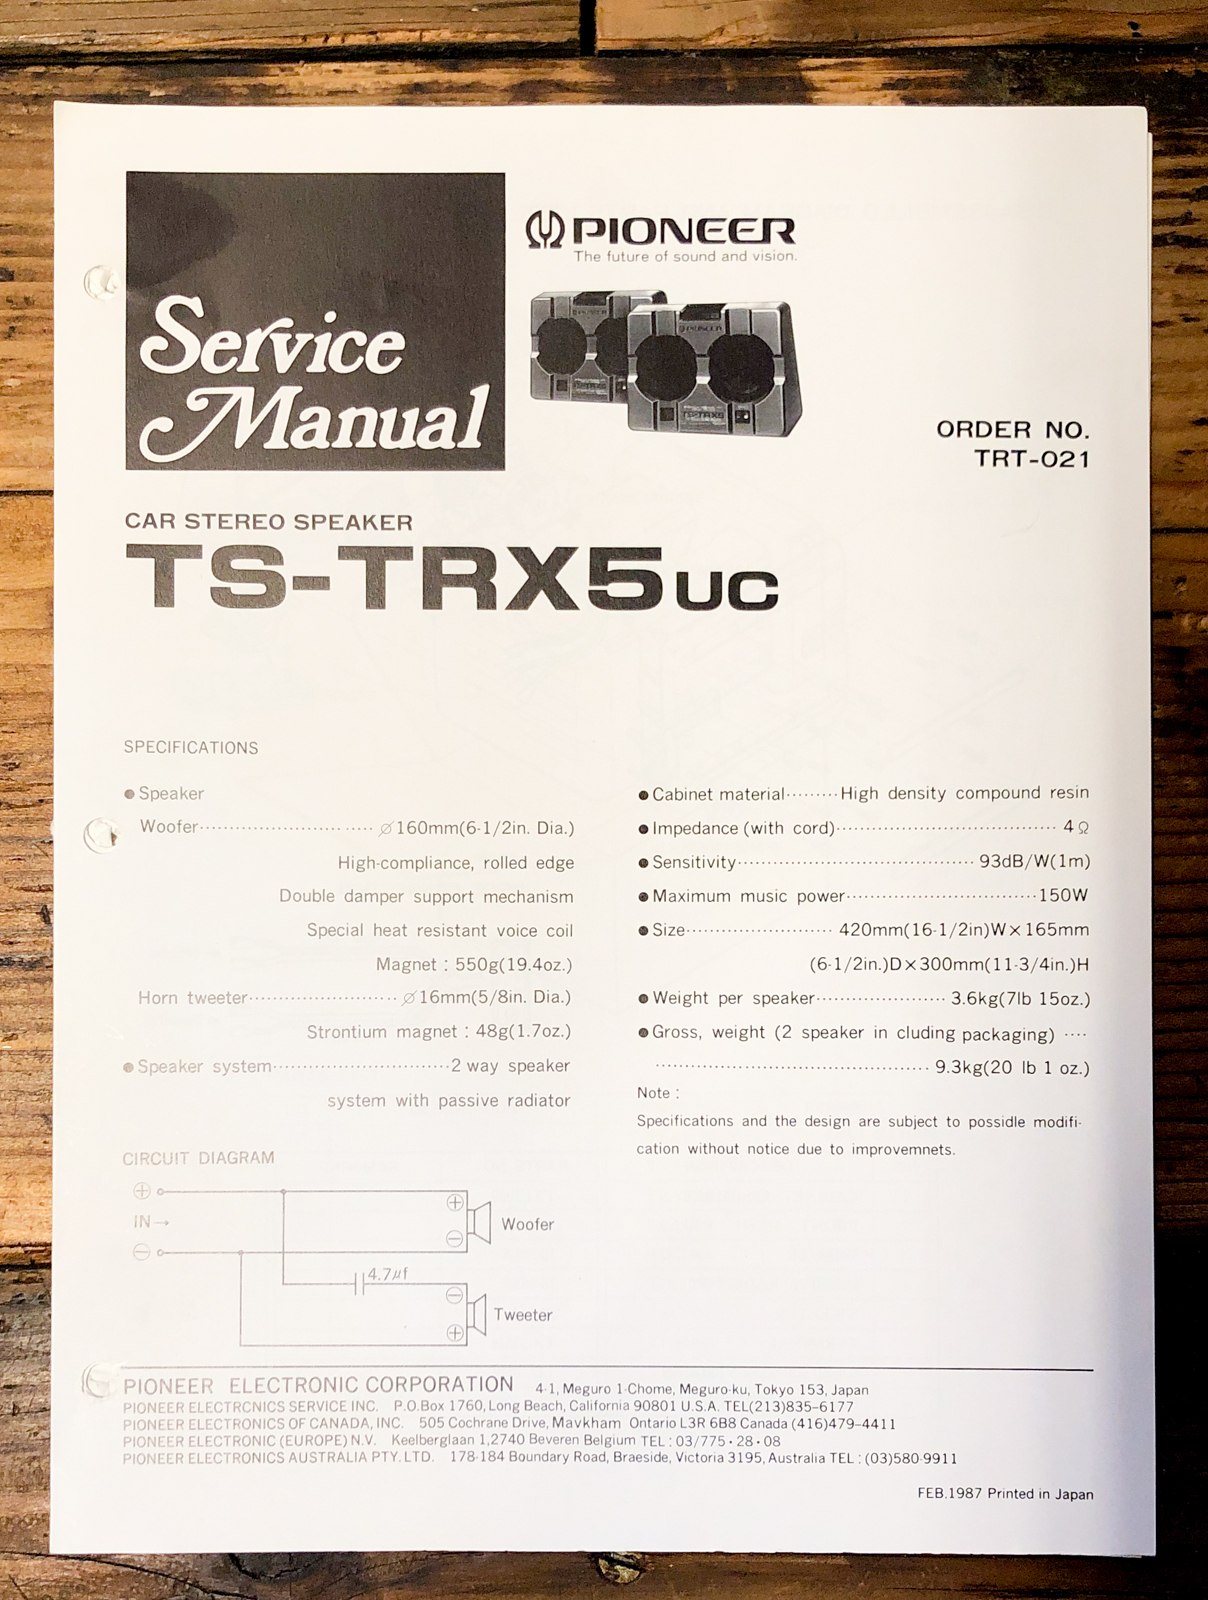 Service
Manual
PIONEER
The future of sound and vision.
PIONEER
TS-TRX5
ORDER NO.
TRT-021
CAR STEREO SPEAKER
TS-TRX5 UC
SPECIFICATIONS
● Speaker
Woofer ∅160mm(6-1/2in. Dia.)
High-compliance, rolled edge
Double damper support mechanism
Special heat resistant voice coil
Magnet : 550g(19.4oz.)
Horn tweeter ∅16mm(5/8in. Dia.)
Strontium magnet : 48g(1.7oz.)
● Speaker system 2 way speaker
system with passive radiator
● Cabinet material High density compound resin
● Impedance (with cord) 4Ω
● Sensitivity 93dB/W(1m)
● Maximum music power 150W
● Size 420mm(16-1/2in)W×165mm
(6-1/2in.)D×300mm(11-3/4in.)H
● Weight per speaker 3.6kg(7lb 15oz.)
● Gross, weight (2 speaker in cluding packaging)
9.3kg(20 lb 1 oz.)
Note :
Specifications and the design are subject to possidle modifi-
cation without notice due to improvemnets.
CIRCUIT DIAGRAM
⊕
IN→
⊖
⊕
⊖
Woofer
4.7μf
⊖
⊕
Tweeter
PIONEER ELECTRONIC CORPORATION 4-1, Meguro 1-Chome, Meguro-ku, Tokyo 153, Japan
PIONEER ELECTRCNICS SERVICE INC. P.O.Box 1760,Long Beach, California 90801 U.S.A. TEL(213)835-6177
PIONEER ELECTRONICS OF CANADA, INC. 505 Cochrane Drive, Mavkham Ontario L3R 6B8 Canada (416)479-4411
PIONEER ELECTRONIC (EUROPE) N.V. Keelberglaan 1,2740 Beveren Belgium TEL : 03/775・28・08
PIONEER ELECTRONICS AUSTRALIA PTY. LTD. 178-184 Boundary Road, Braeside, Victoria 3195, Australia TEL : (03)580-9911
FEB.1987 Printed in Japan